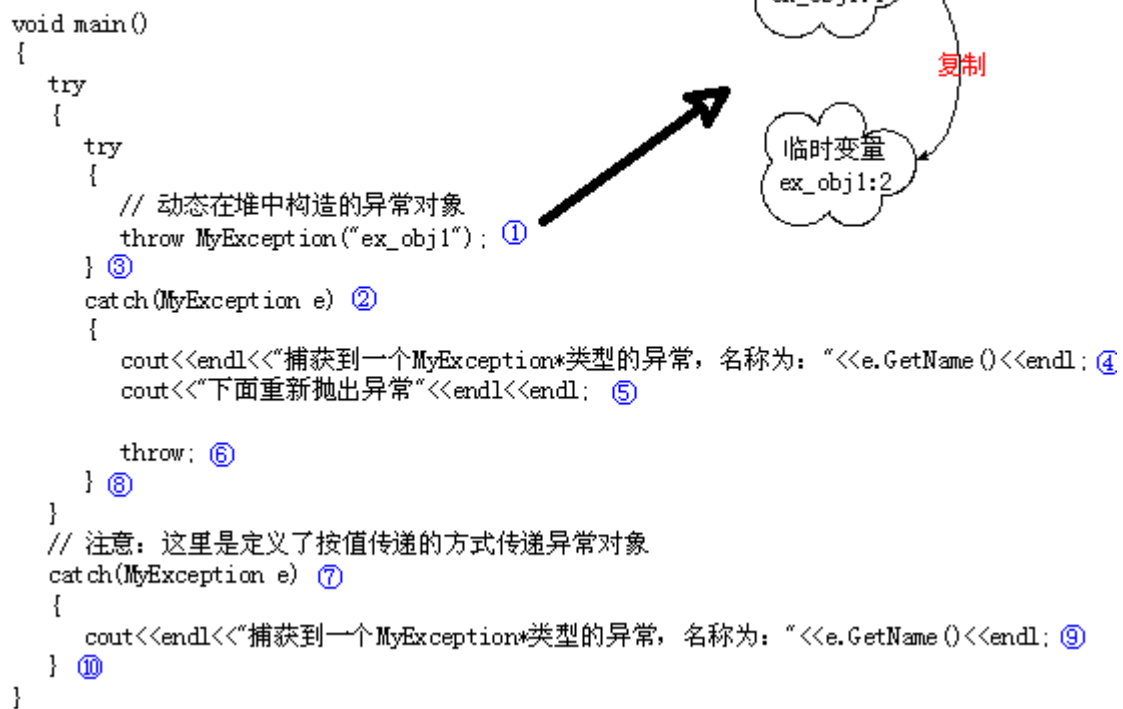 void main()
{
try
{
try
{
// 动态在堆中构造的异常对象
throw MyException("ex_obj1"); ①
} ③
catch(MyException e) ②
{
cout<<endl<<"捕获到一个MyException*类型的异常，名称为："<<e.GetName()<<endl; ④
cout<<"下面重新抛出异常"<<endl<<endl; ⑤
throw; ⑥
} ⑧
}
// 注意：这里是定义了按值传递的方式传递异常对象
catch(MyException e) ⑦
{
cout<<endl<<"捕获到一个MyException*类型的异常，名称为："<<e.GetName()<<endl; ⑨
} ⑩
}
复制
临时变量
ex_obj1:2